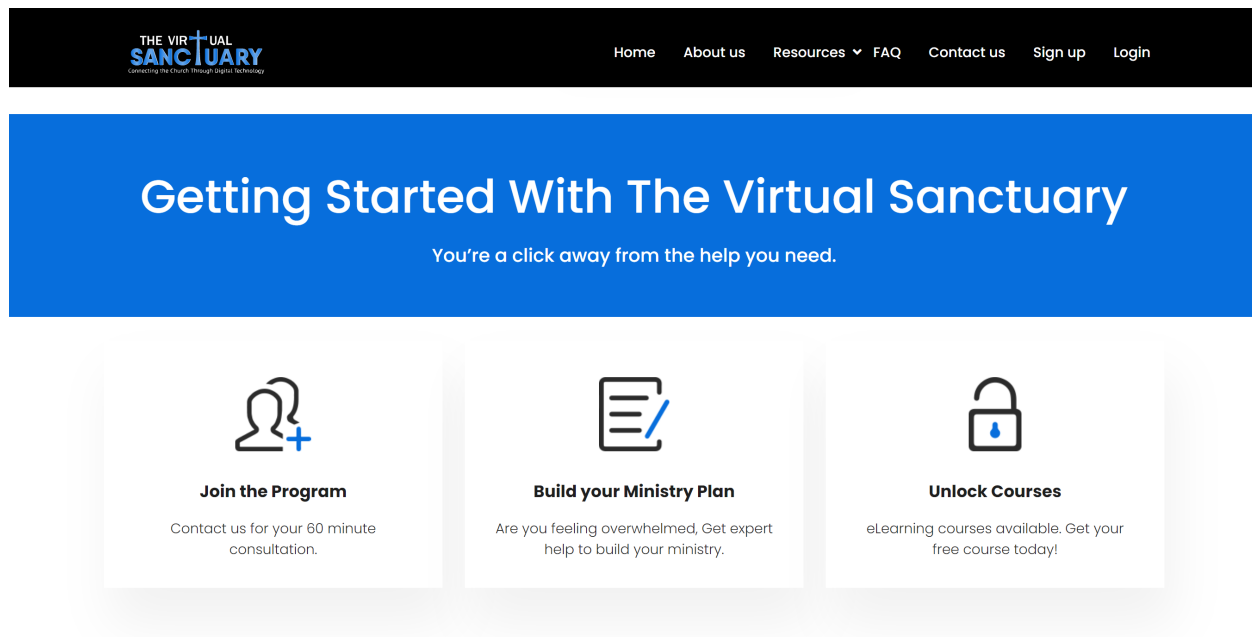 THE VIRTUAL
SANCTUARY
Connecting the Church Through Digital Technology
Home About us Resources FAQ Contact us Sign up Login
Getting Started With The Virtual Sanctuary
You’re a click away from the help you need.
Join the Program
Contact us for your 60 minute
consultation.
Build your Ministry Plan
Are you feeling overwhelmed, Get expert
help to build your ministry.
Unlock Courses
eLearning courses available. Get your
free course today!